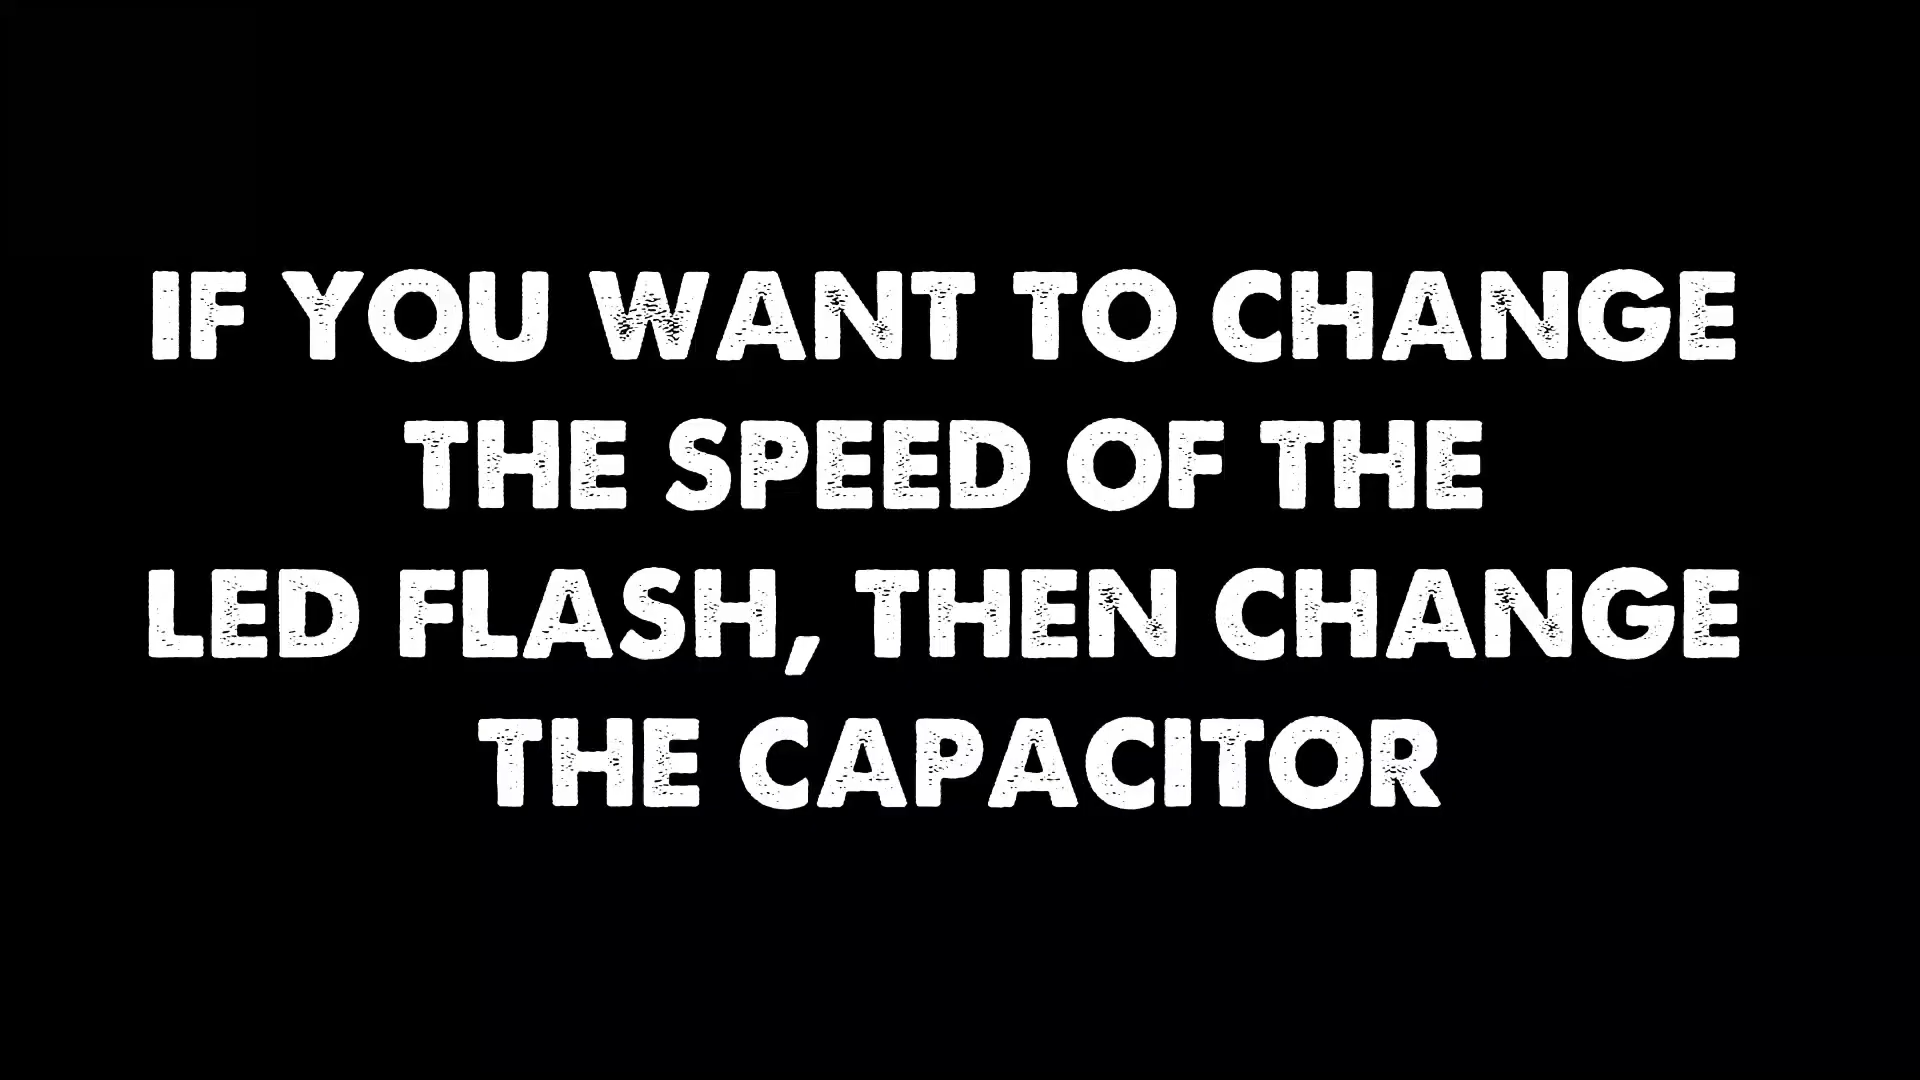 IF YOU WANT TO CHANGE
THE SPEED OF THE
LED FLASH, THEN CHANGE
THE CAPACITOR